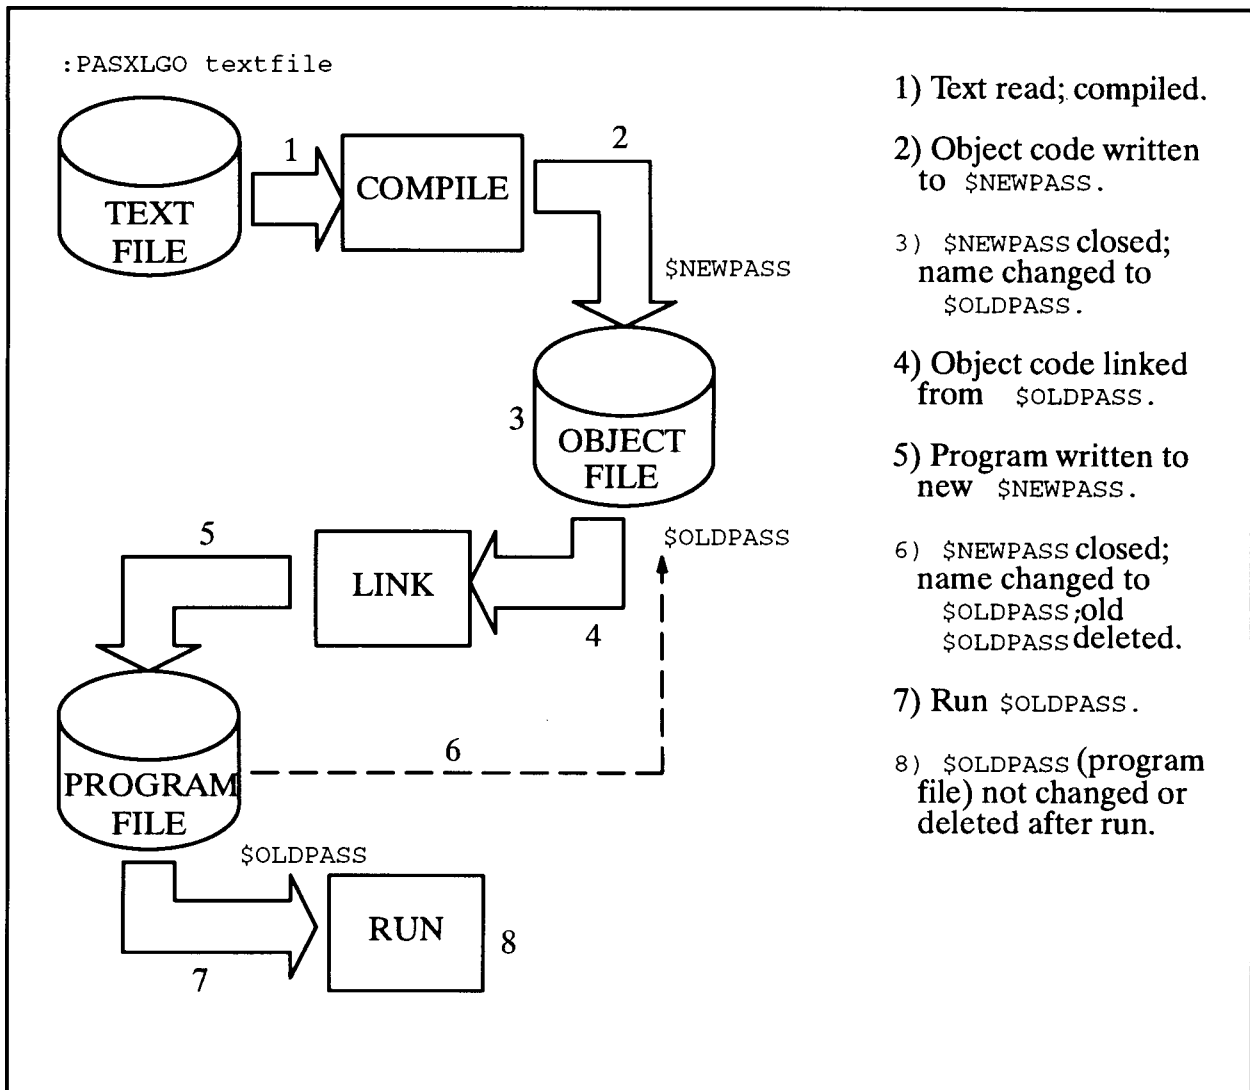 :PASXLGO textfile
1
2
TEXT
FILE
COMPILE
$NEWPASS
3
OBJECT
FILE
$OLDPASS
5
LINK
4
PROGRAM
FILE
6
$OLDPASS
RUN
7
8
1) Text read; compiled.
2) Object code written
to $NEWPASS.
3) $NEWPASS closed;
name changed to
$OLDPASS.
4) Object code linked
from $OLDPASS.
5) Program written to
new $NEWPASS.
6) $NEWPASS closed;
name changed to
$OLDPASS;old
$OLDPASS deleted.
7) Run $OLDPASS.
8) $OLDPASS (program
file) not changed or
deleted after run.